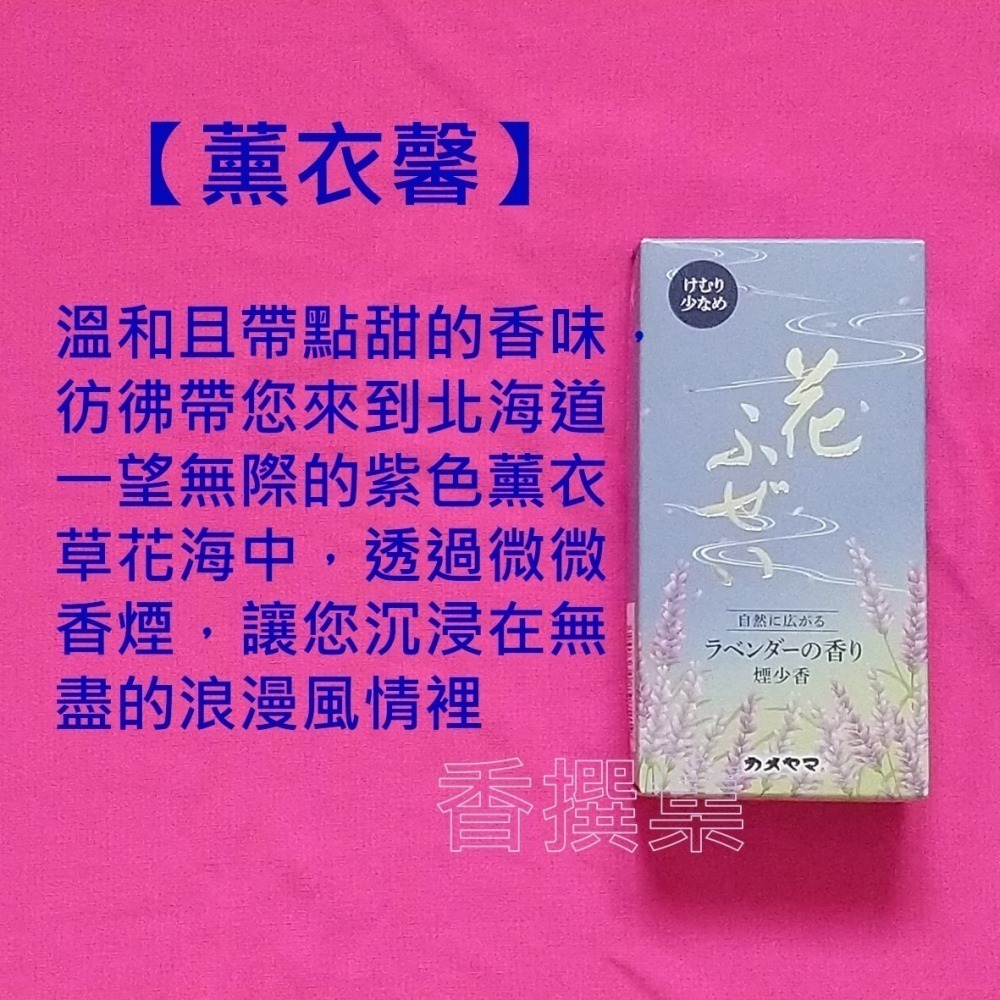 【薰衣馨】
溫和且帶點甜的香味，
彷彿帶您來到北海道
一望無際的紫色薰衣
草花海中，透過微微
香煙，讓您沉浸在無
盡的浪漫風情裡
けむり
少なめ
花
ふぜい
自然に広がる
ラベンダーの香り
煙少香
カメヤマ
香撰集